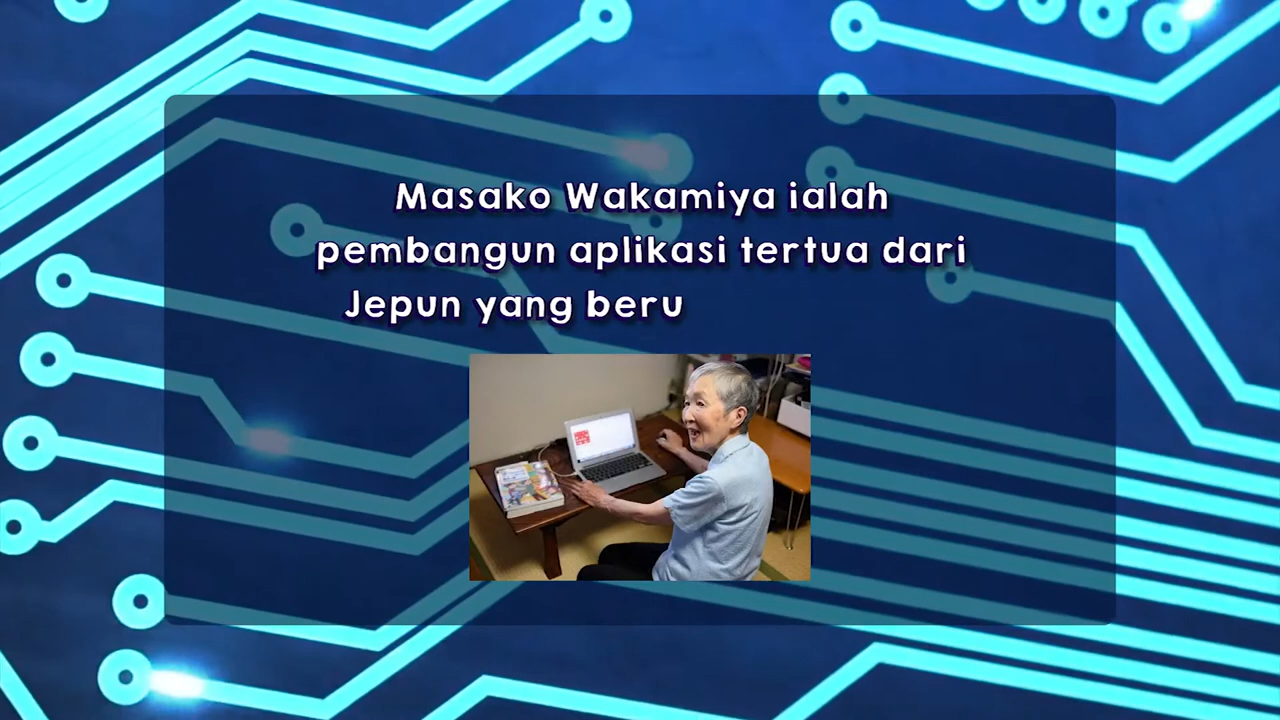 Masako Wakamiya ialah
pembangun aplikasi tertua dari
Jepun yang beru